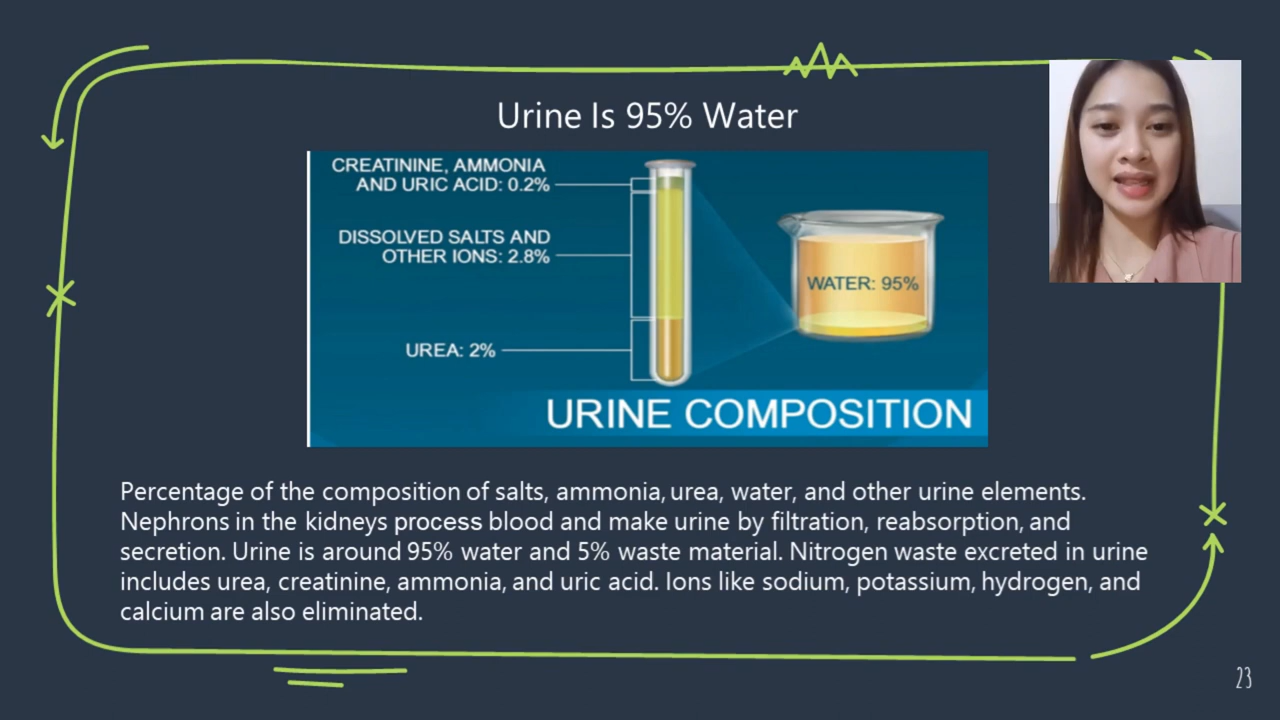 Urine Is 95% Water
CREATININE, AMMONIA
AND URIC ACID: 0.2%
DISSOLVED SALTS AND
OTHER IONS: 2.8%
WATER: 95%
UREA: 2%
URINE COMPOSITION
Percentage of the composition of salts, ammonia, urea, water, and other urine elements.
Nephrons in the kidneys process blood and make urine by filtration, reabsorption, and
secretion. Urine is around 95% water and 5% waste material. Nitrogen waste excreted in urine
includes urea, creatinine, ammonia, and uric acid. Ions like sodium, potassium, hydrogen, and
calcium are also eliminated.
23